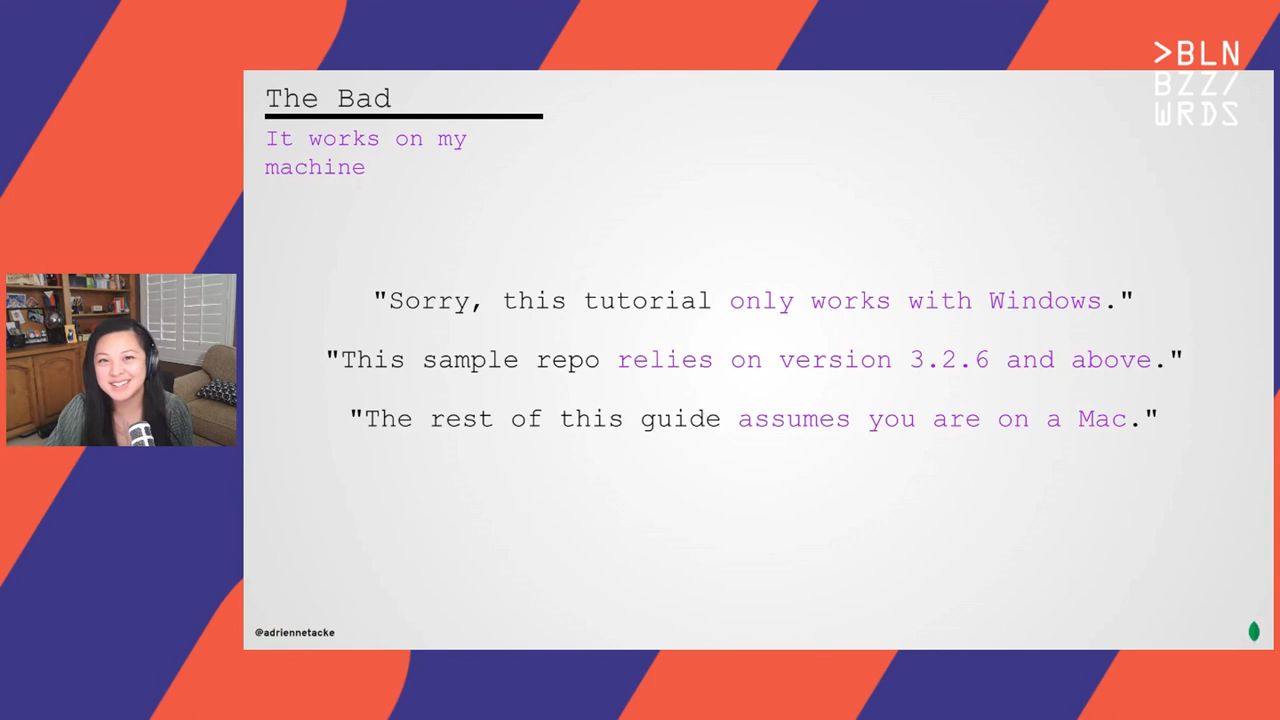 >BLN
BZZ/
WRDS
The Bad
It works on my
machine
"Sorry, this tutorial only works with Windows."
"This sample repo relies on version 3.2.6 and above."
"The rest of this guide assumes you are on a Mac."
@adriennetacke